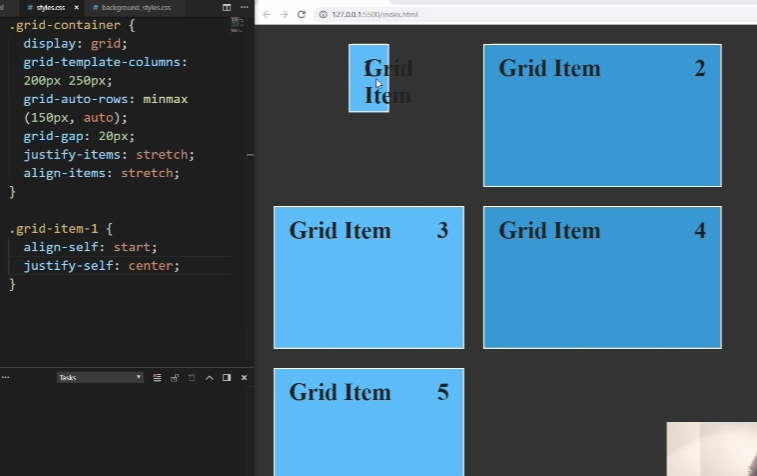 # styles.css × # background_styles.css ...
127.0.0.1:5500/index.html
.grid-container {
display: grid;
grid-template-columns:
200px 250px;
grid-auto-rows: minmax
(150px, auto);
grid-gap: 20px;
justify-items: stretch;
align-items: stretch;
}
.grid-item-1 {
align-self: start;
justify-self: center;
}
... Tasks
Grid
Item
Grid Item 2
Grid Item 3
Grid Item 4
Grid Item 5